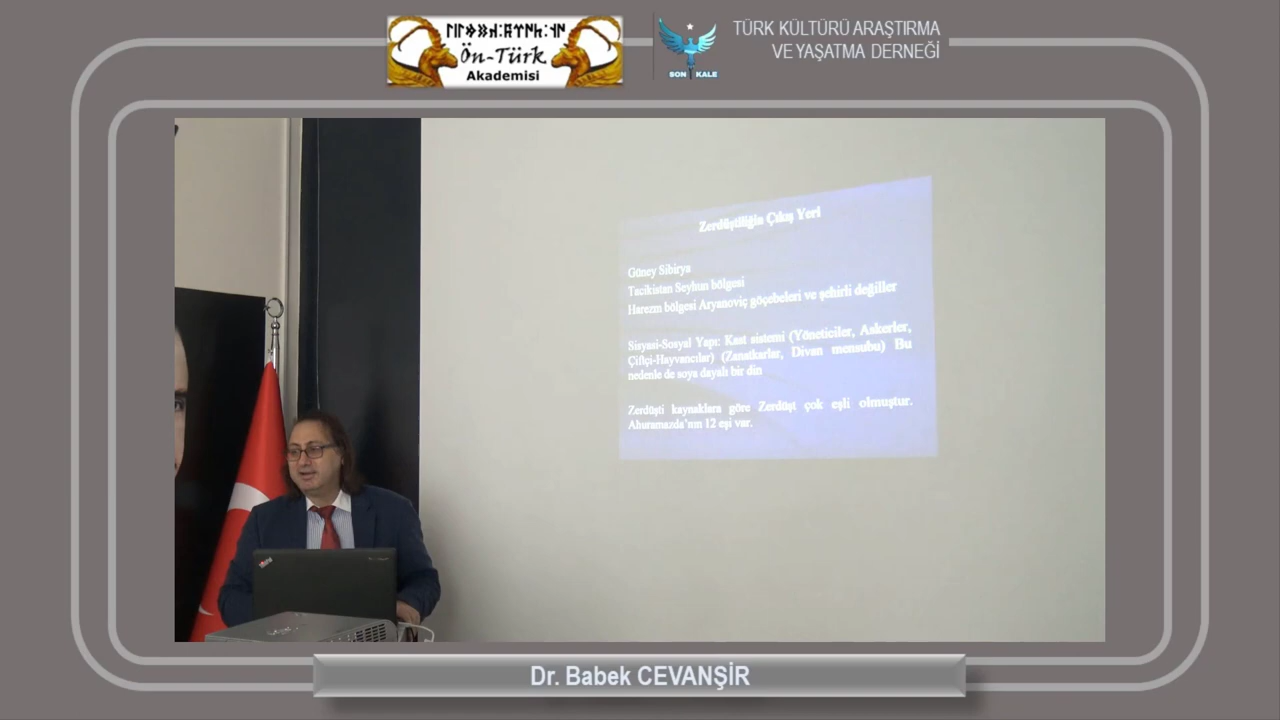 Ön-Türk
Akademisi
SON KALE
TÜRK KÜLTÜRÜ ARAŞTIRMA
VE YAŞATMA DERNEĞİ
Zerdüştiliğin Çıkış Yeri
Güney Sibirya
Tacikistan Seyhun bölgesi
Harezm bölgesi Aryanoviç göçebeleri ve şehirli değiller
Sisyasi-Sosyal Yapı: Kast sistemi (Yöneticiler, Askerler,
Çiftçi-Hayvancılar) (Zanatkarlar, Divan mensubu) Bu
nedenle de soya dayalı bir din
Zerdüşti kaynaklara göre Zerdüşt çok eşli olmuştur.
Ahuramazda'nın 12 eşi var.
Dr. Babek CEVANŞİR